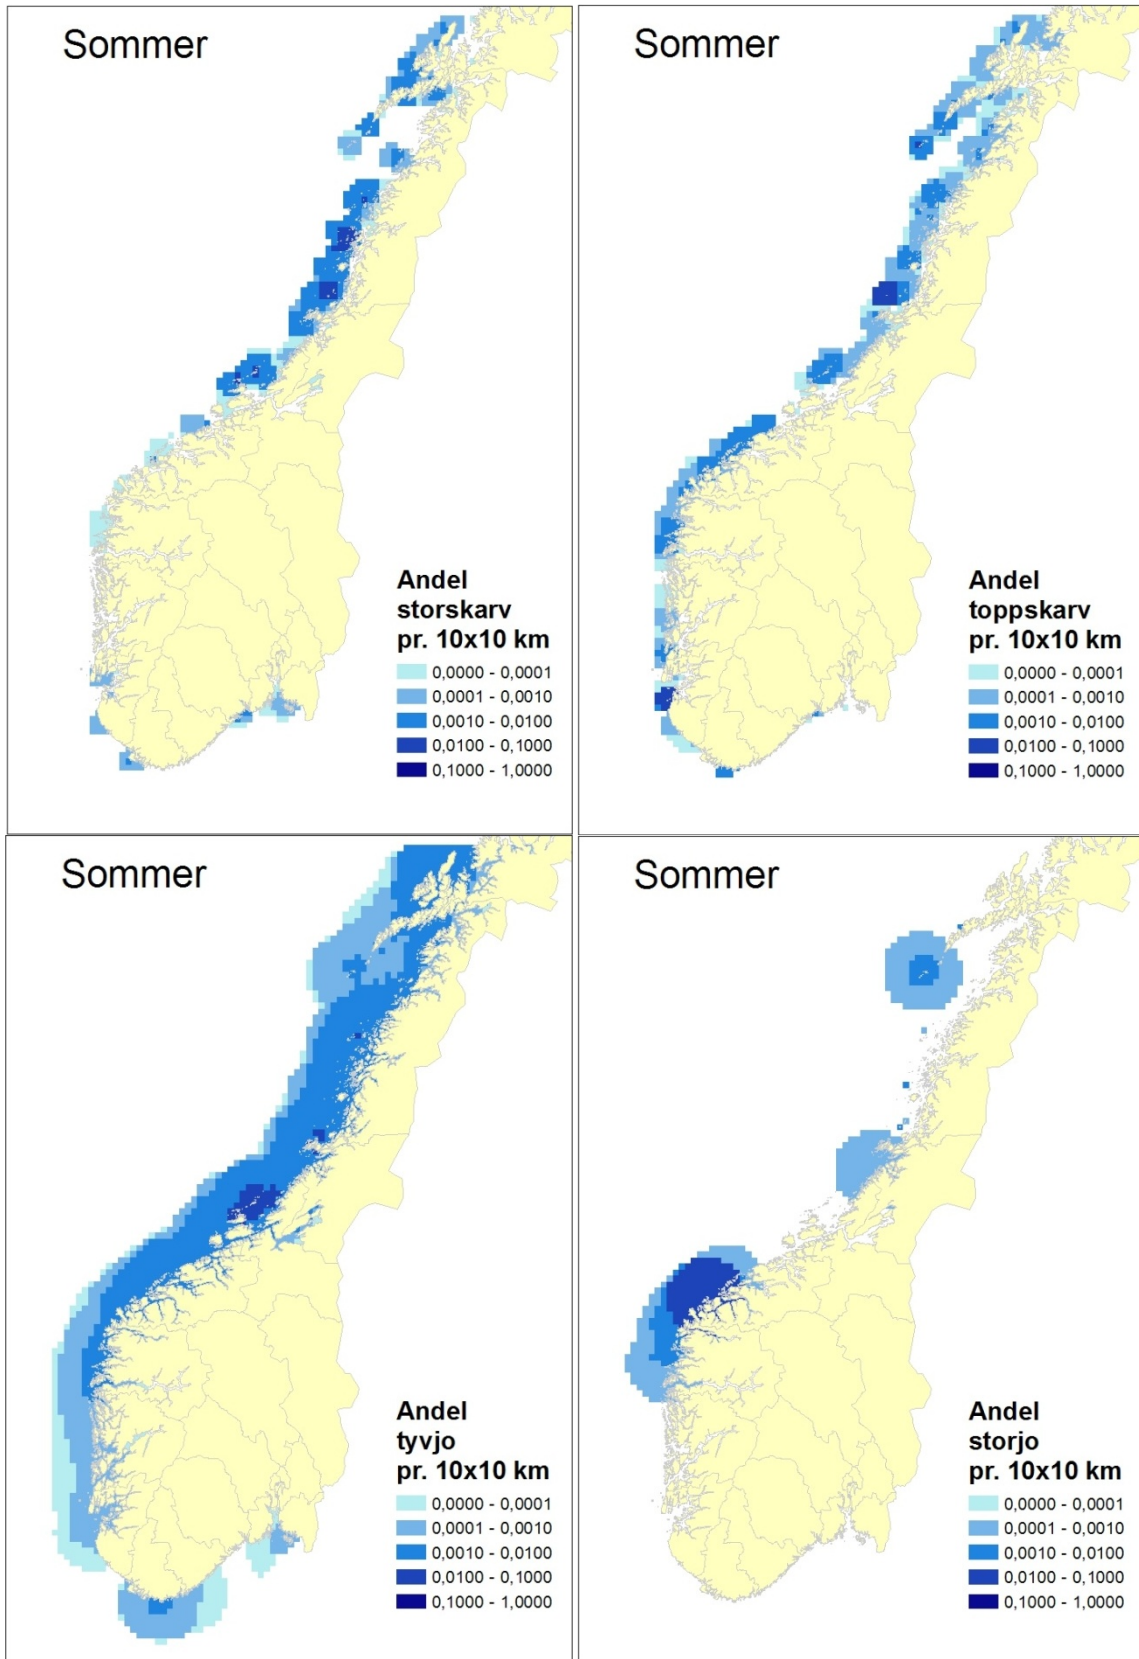 Sommer
Andel
storskarv
pr. 10x10 km
0,0000 - 0,0001
0,0001 - 0,0010
0,0010 - 0,0100
0,0100 - 0,1000
0,1000 - 1,0000
Sommer
Andel
toppskarv
pr. 10x10 km
0,0000 - 0,0001
0,0001 - 0,0010
0,0010 - 0,0100
0,0100 - 0,1000
0,1000 - 1,0000
Sommer
Andel
tyvjo
pr. 10x10 km
0,0000 - 0,0001
0,0001 - 0,0010
0,0010 - 0,0100
0,0100 - 0,1000
0,1000 - 1,0000
Sommer
Andel
storjo
pr. 10x10 km
0,0000 - 0,0001
0,0001 - 0,0010
0,0010 - 0,0100
0,0100 - 0,1000
0,1000 - 1,0000